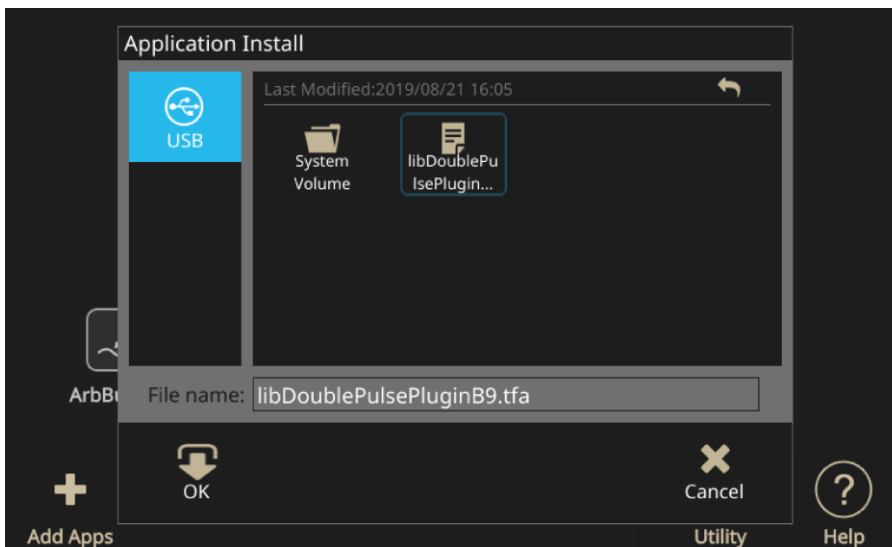 Application Install
Last Modified:2019/08/21 16:05
USB
System
Volume
libDoublePu
lsePlugin...
ArbBu
File name:
libDoublePulsePluginB9.tfa
OK
Cancel
Add Apps
Utility
Help